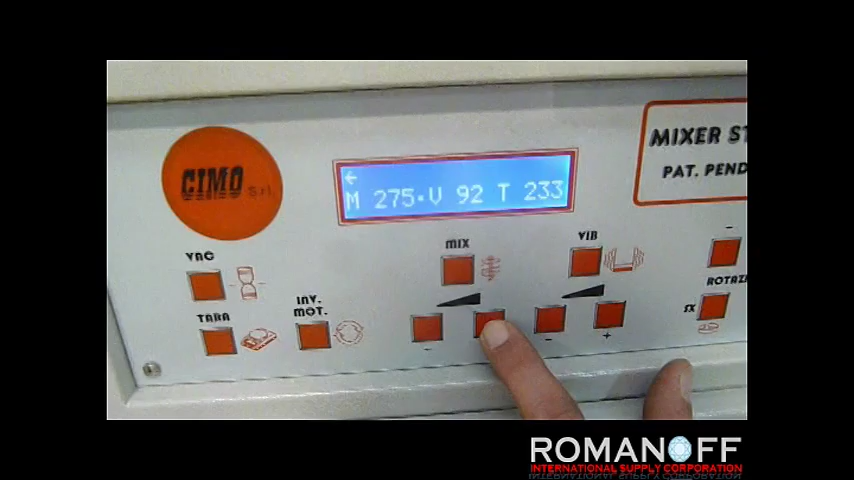 CIMO S.r.l.
←
M 275·V 92 T 233
MIXER ST
PAT. PEND
VAC
TARA
INV.
MOT.
MIX
-
VIB
-
+
-
ROTAZI
SX
ROMANOFF
INTERNATIONAL SUPPLY CORPORATION